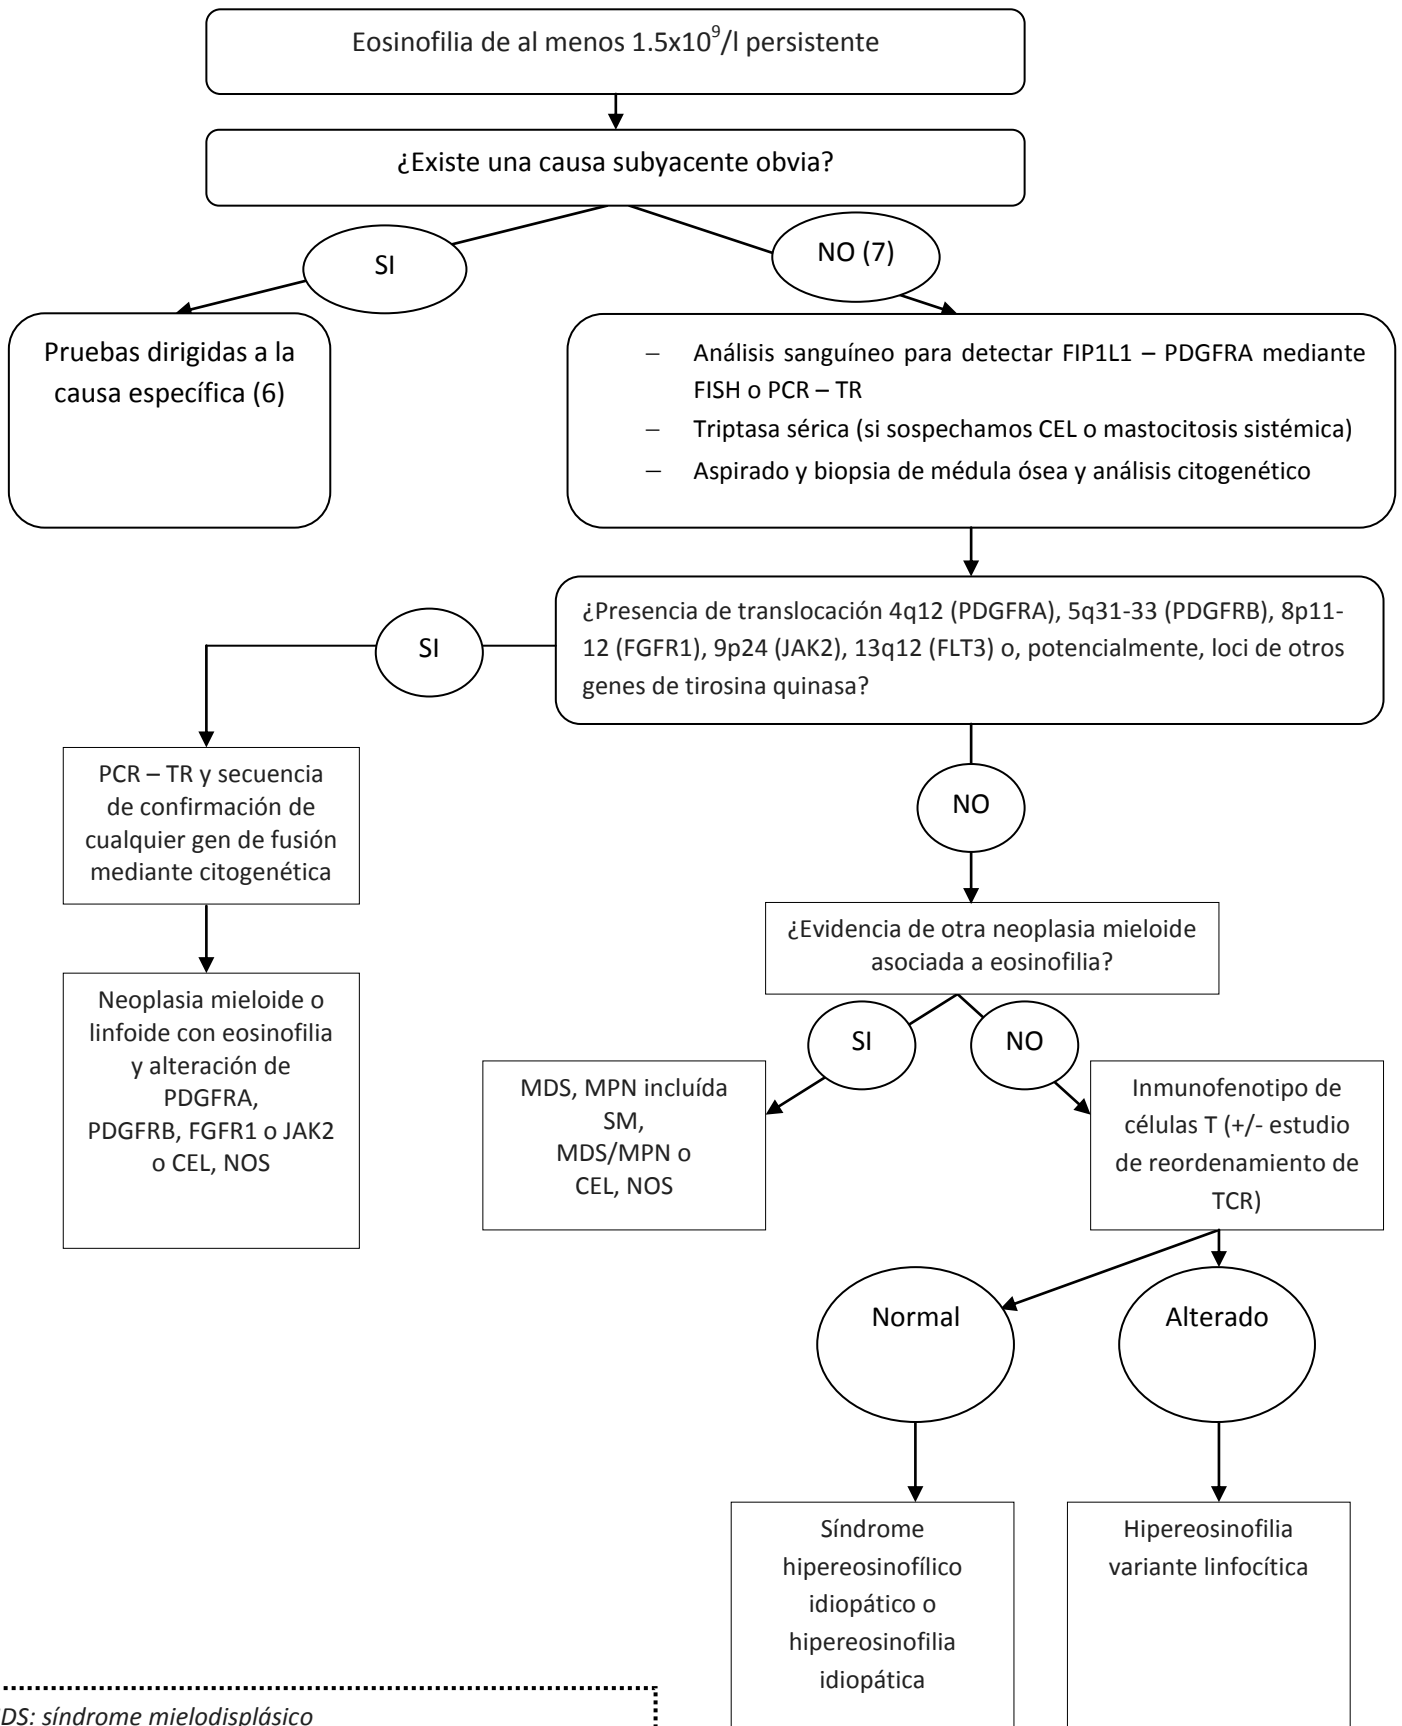 Eosinofilia de al menos 1.5x10⁹/l persistente
¿Existe una causa subyacente obvia?
SI
NO (7)
Pruebas dirigidas a la
causa específica (6)
– Análisis sanguíneo para detectar FIP1L1 – PDGFRA mediante
FISH o PCR – TR
– Triptasa sérica (si sospechamos CEL o mastocitosis sistémica)
– Aspirado y biopsia de médula ósea y análisis citogenético
¿Presencia de translocación 4q12 (PDGFRA), 5q31-33 (PDGFRB), 8p11-
12 (FGFR1), 9p24 (JAK2), 13q12 (FLT3) o, potencialmente, loci de otros
genes de tirosina quinasa?
SI
PCR – TR y secuencia
de confirmación de
cualquier gen de fusión
mediante citogenética
NO
¿Evidencia de otra neoplasia mieloide
asociada a eosinofilia?
Neoplasia mieloide o
linfoide con eosinofilia
y alteración de
PDGFRA,
PDGFRB, FGFR1 o JAK2
o CEL, NOS
SI
NO
MDS, MPN incluída
SM,
MDS/MPN o
CEL, NOS
Inmunofenotipo de
células T (+/- estudio
de reordenamiento de
TCR)
Normal
Alterado
Síndrome
hipereosinofílico
idiopático o
hipereosinofilia
idiopática
Hipereosinofilia
variante linfocítica
DS: síndrome mielodisplásico